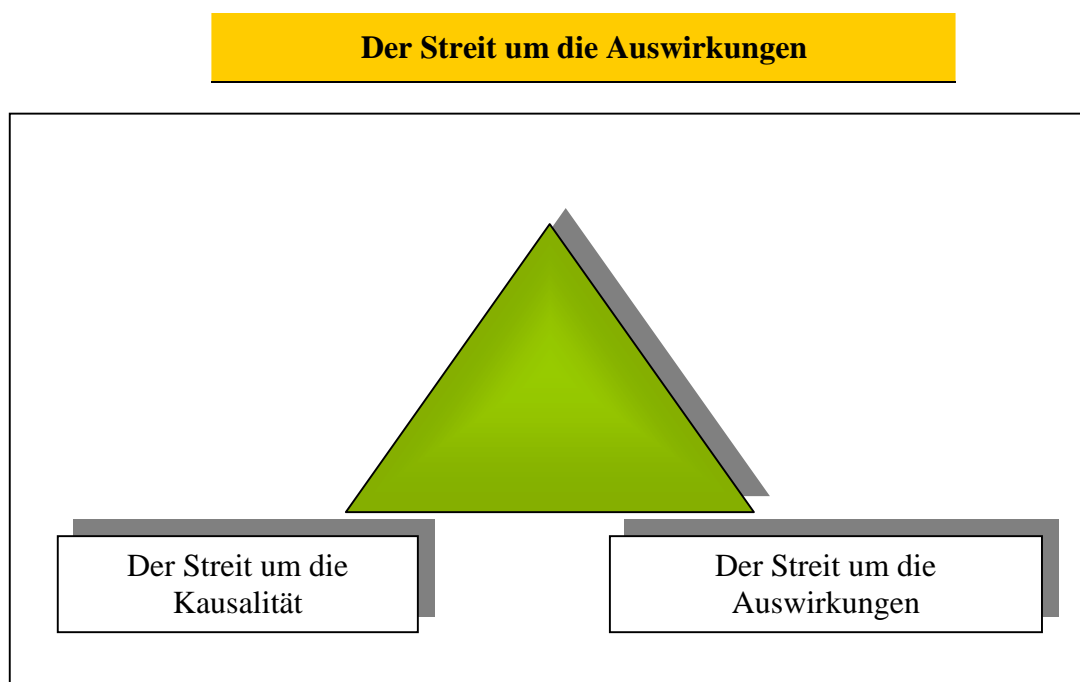 Der Streit um die Auswirkungen
Der Streit um die
Kausalität
Der Streit um die
Auswirkungen